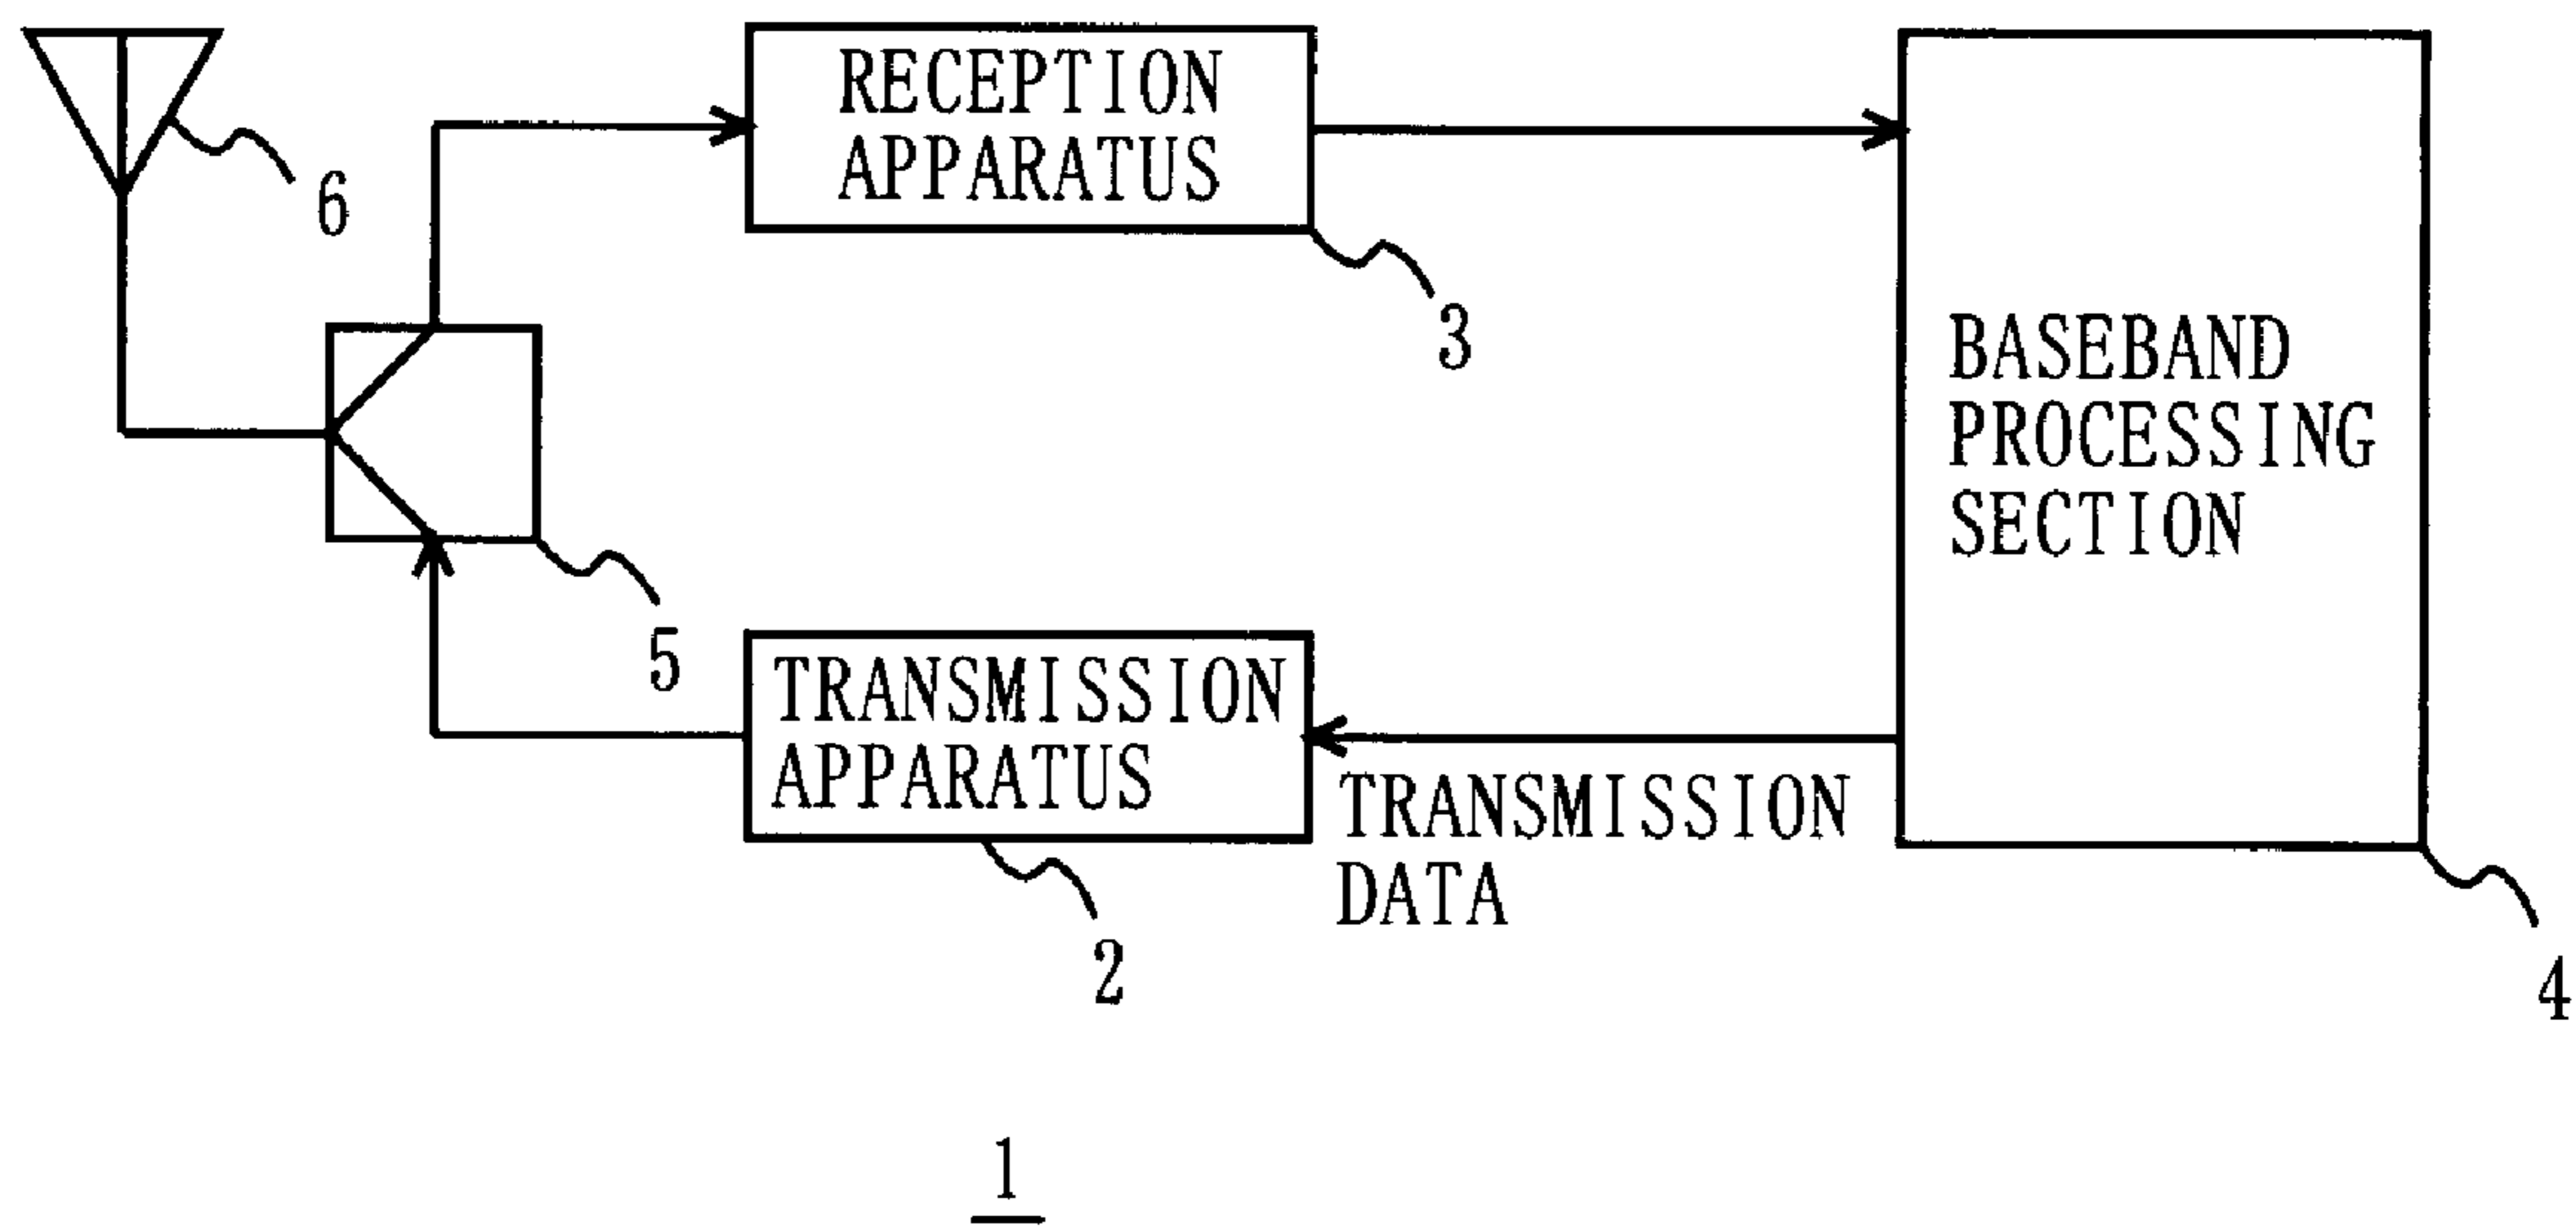 RECEPTION
APPARATUS
6
3
BASEBAND
PROCESSING
SECTION
5
TRANSMISSION
APPARATUS
TRANSMISSION
DATA
2
4
1